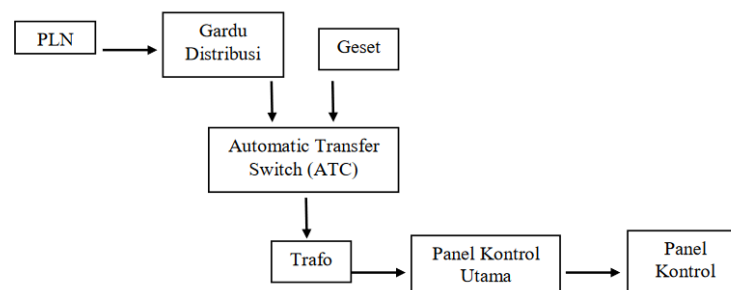 PLN
Gardu
Distribusi
Geset
Automatic Transfer
Switch (ATC)
Trafo
Panel Kontrol
Utama
Panel
Kontrol